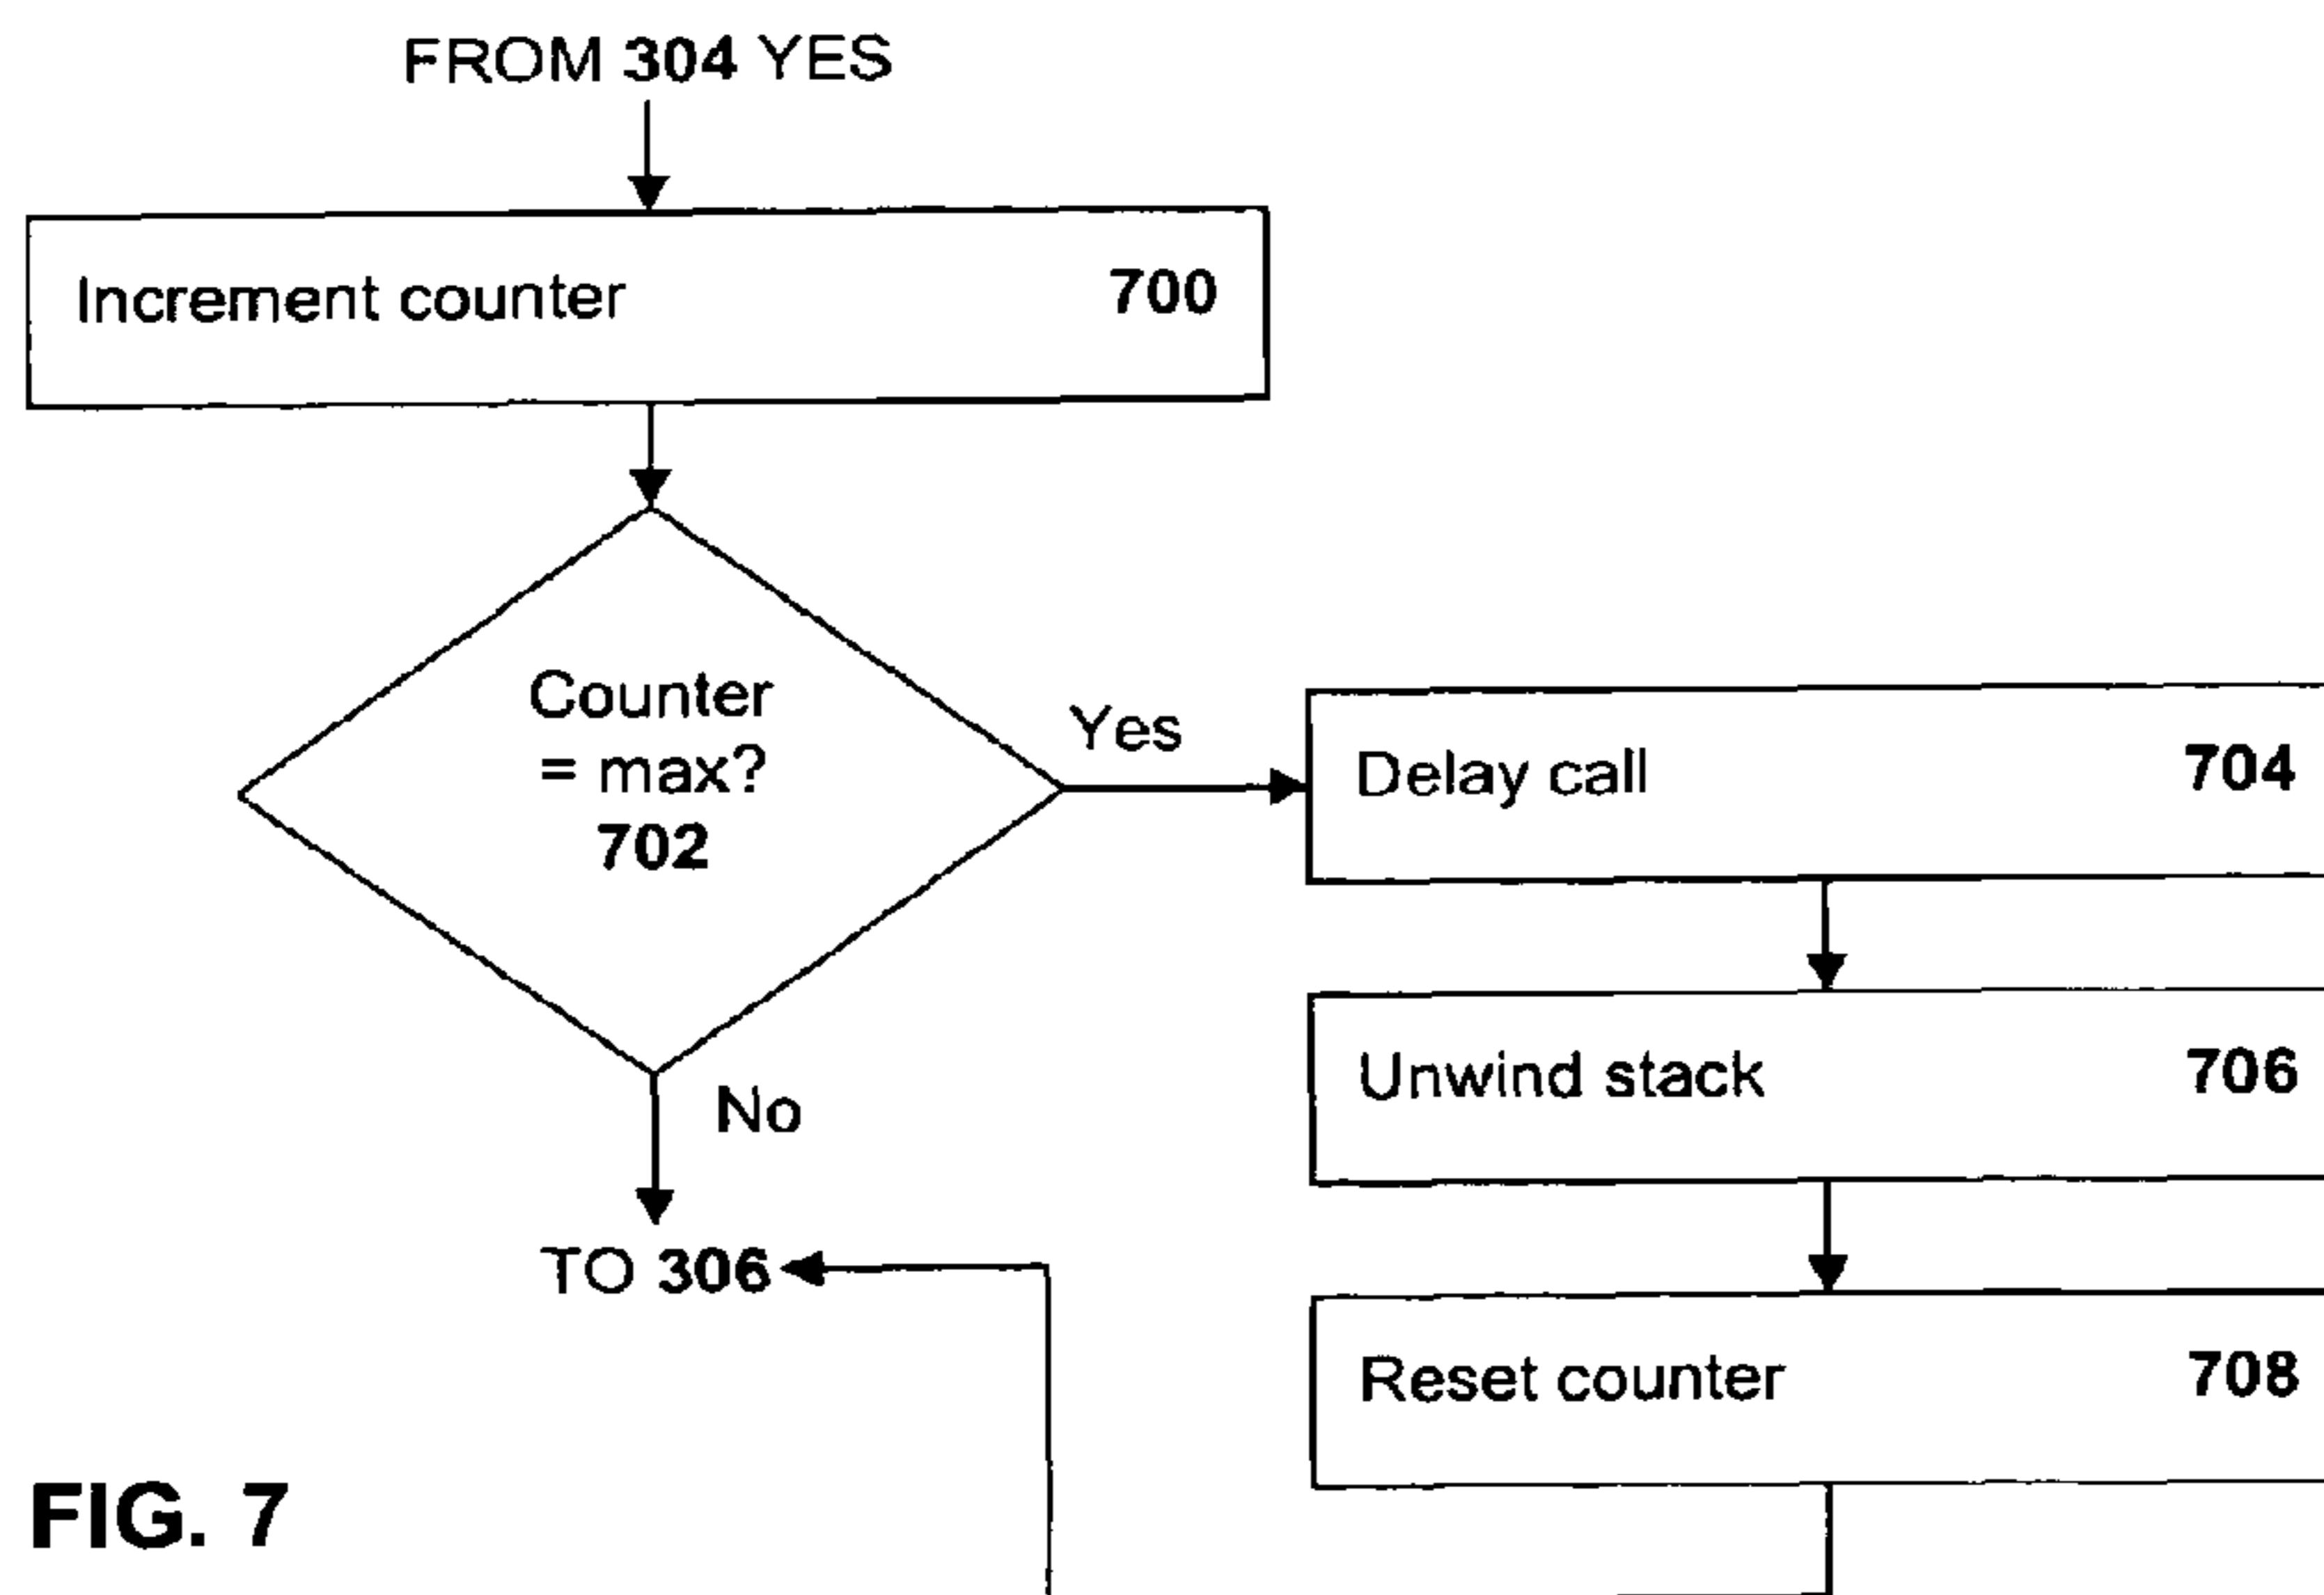 FROM 304 YES
Increment counter 700
Counter
= max?
702
Yes
Delay call 704
Unwind stack 706
No
TO 306
Reset counter 708
FIG. 7